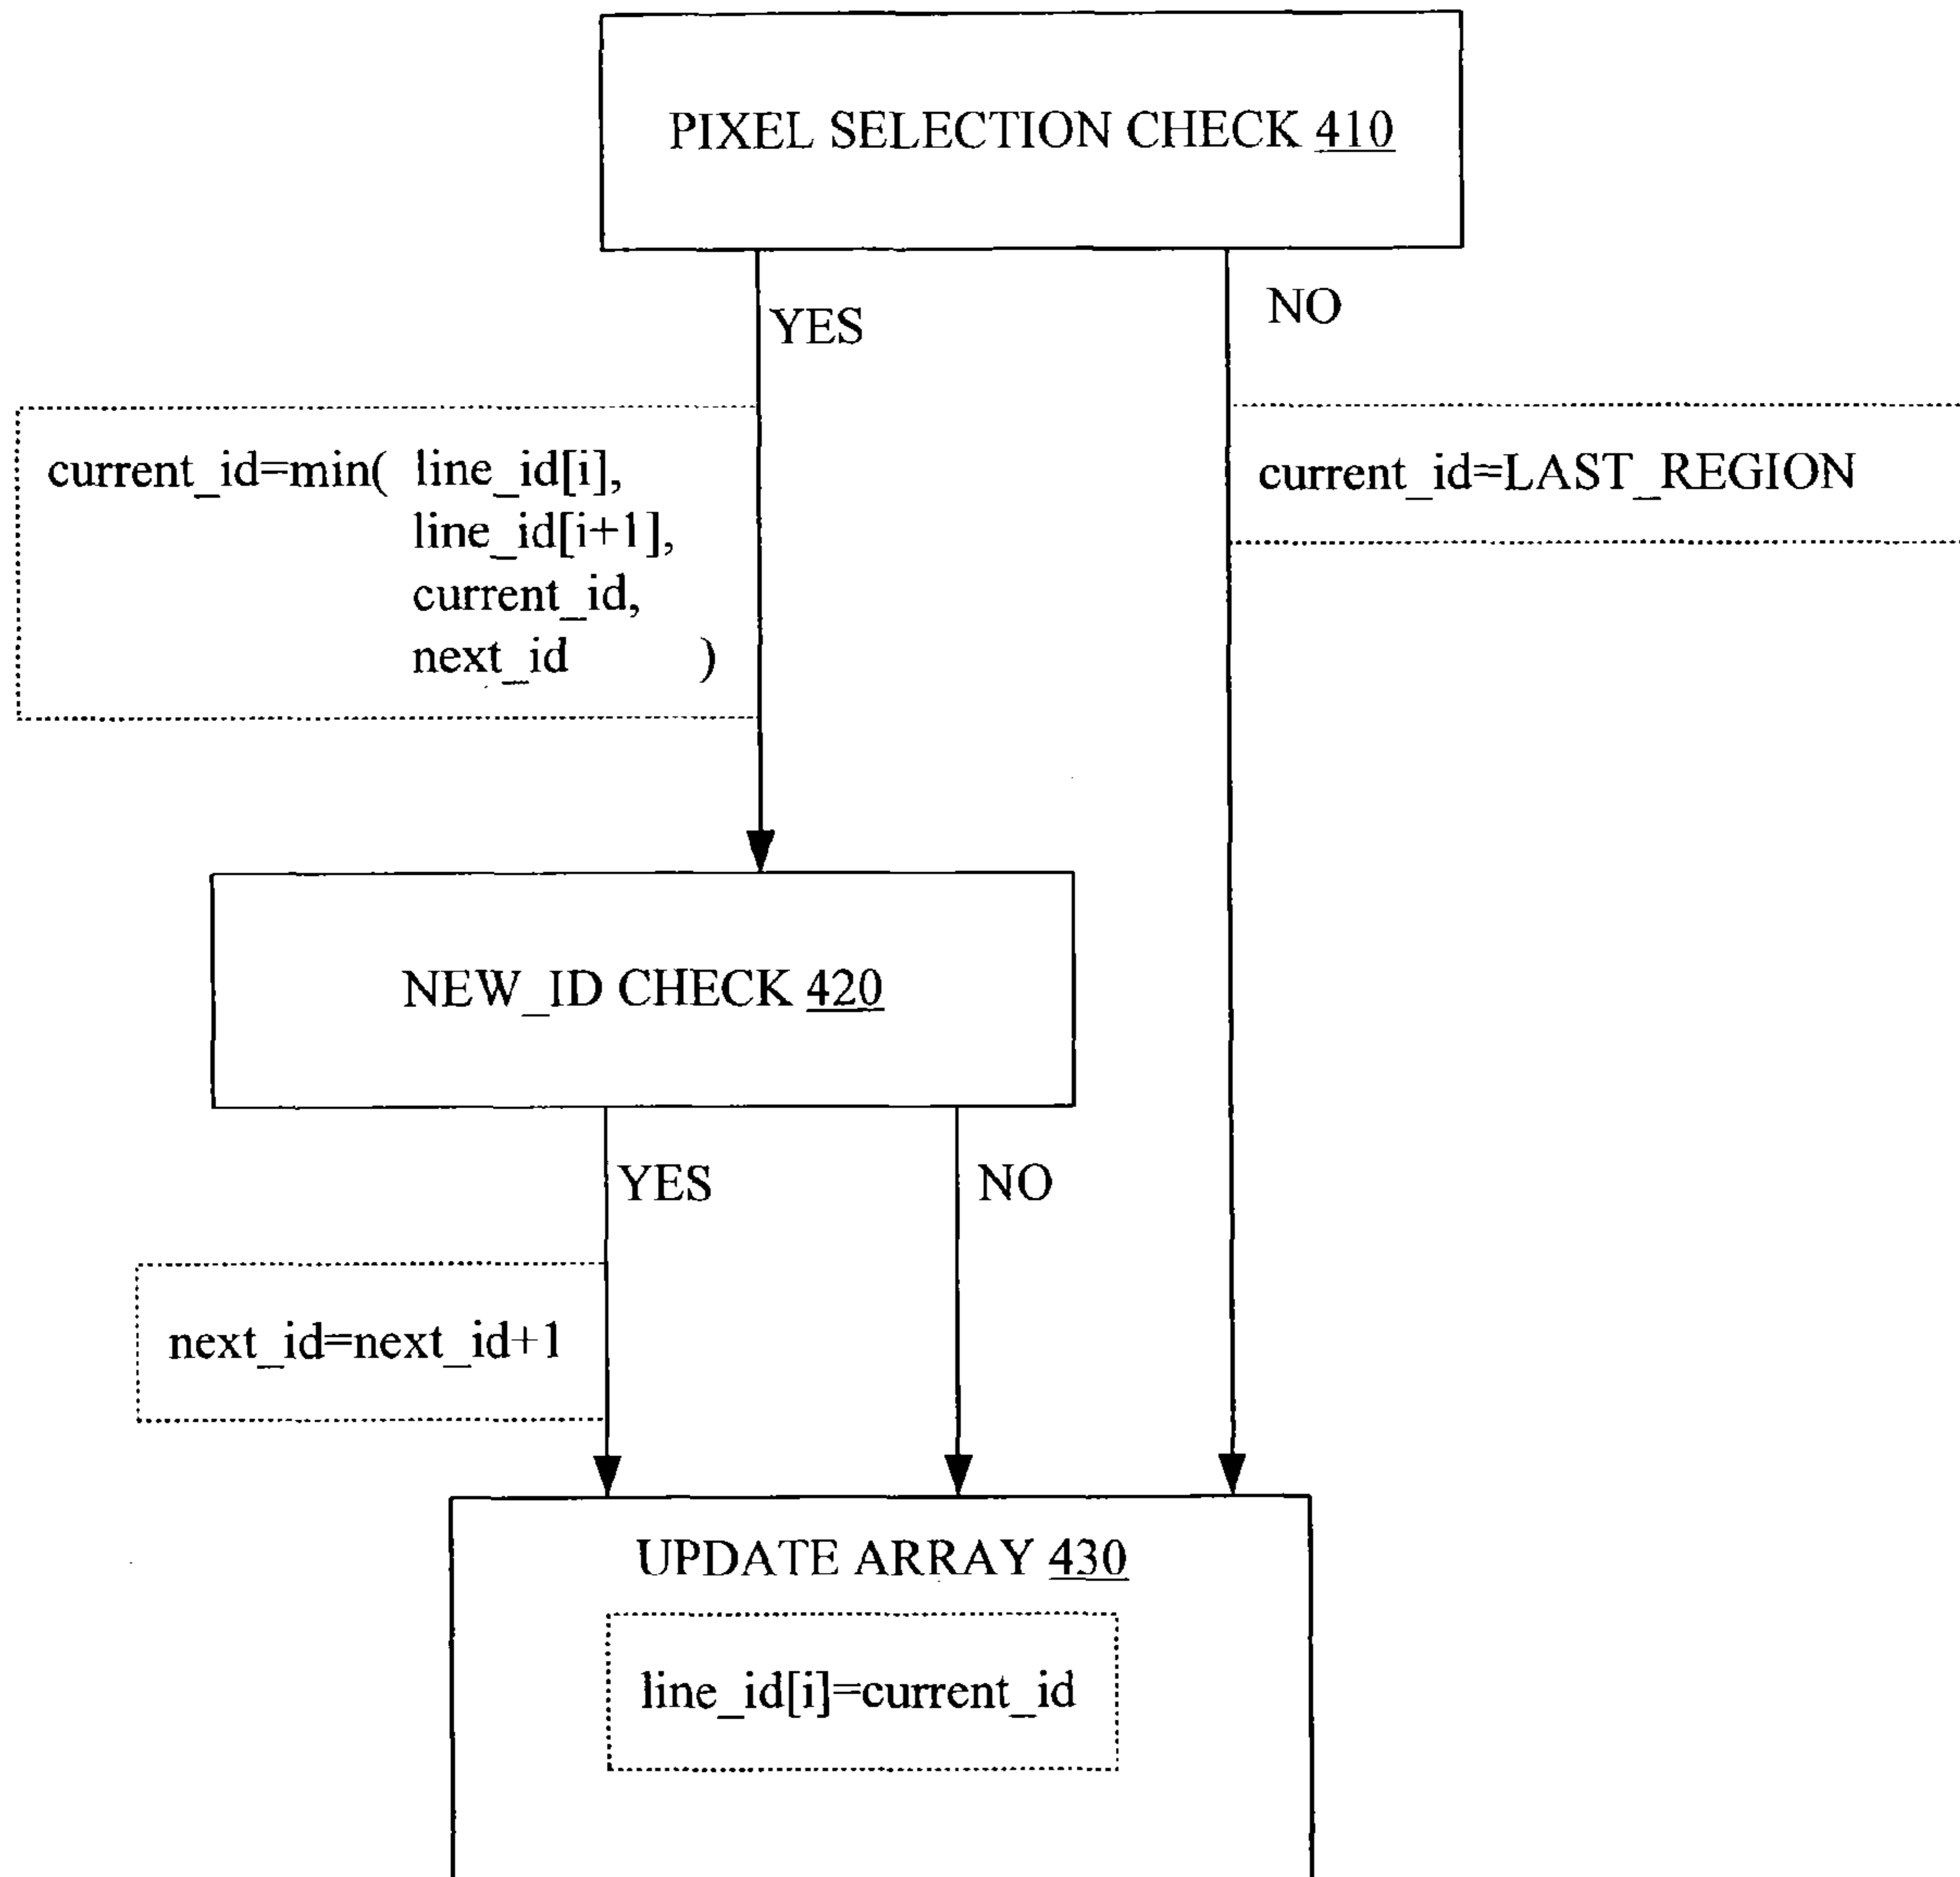 PIXEL SELECTION CHECK 410
YES
NO
current_id=min( line_id[i],
line_id[i+1],
current_id,
next_id )
current_id=LAST_REGION
NEW_ID CHECK 420
YES
NO
next_id=next_id+1
UPDATE ARRAY 430
line_id[i]=current_id